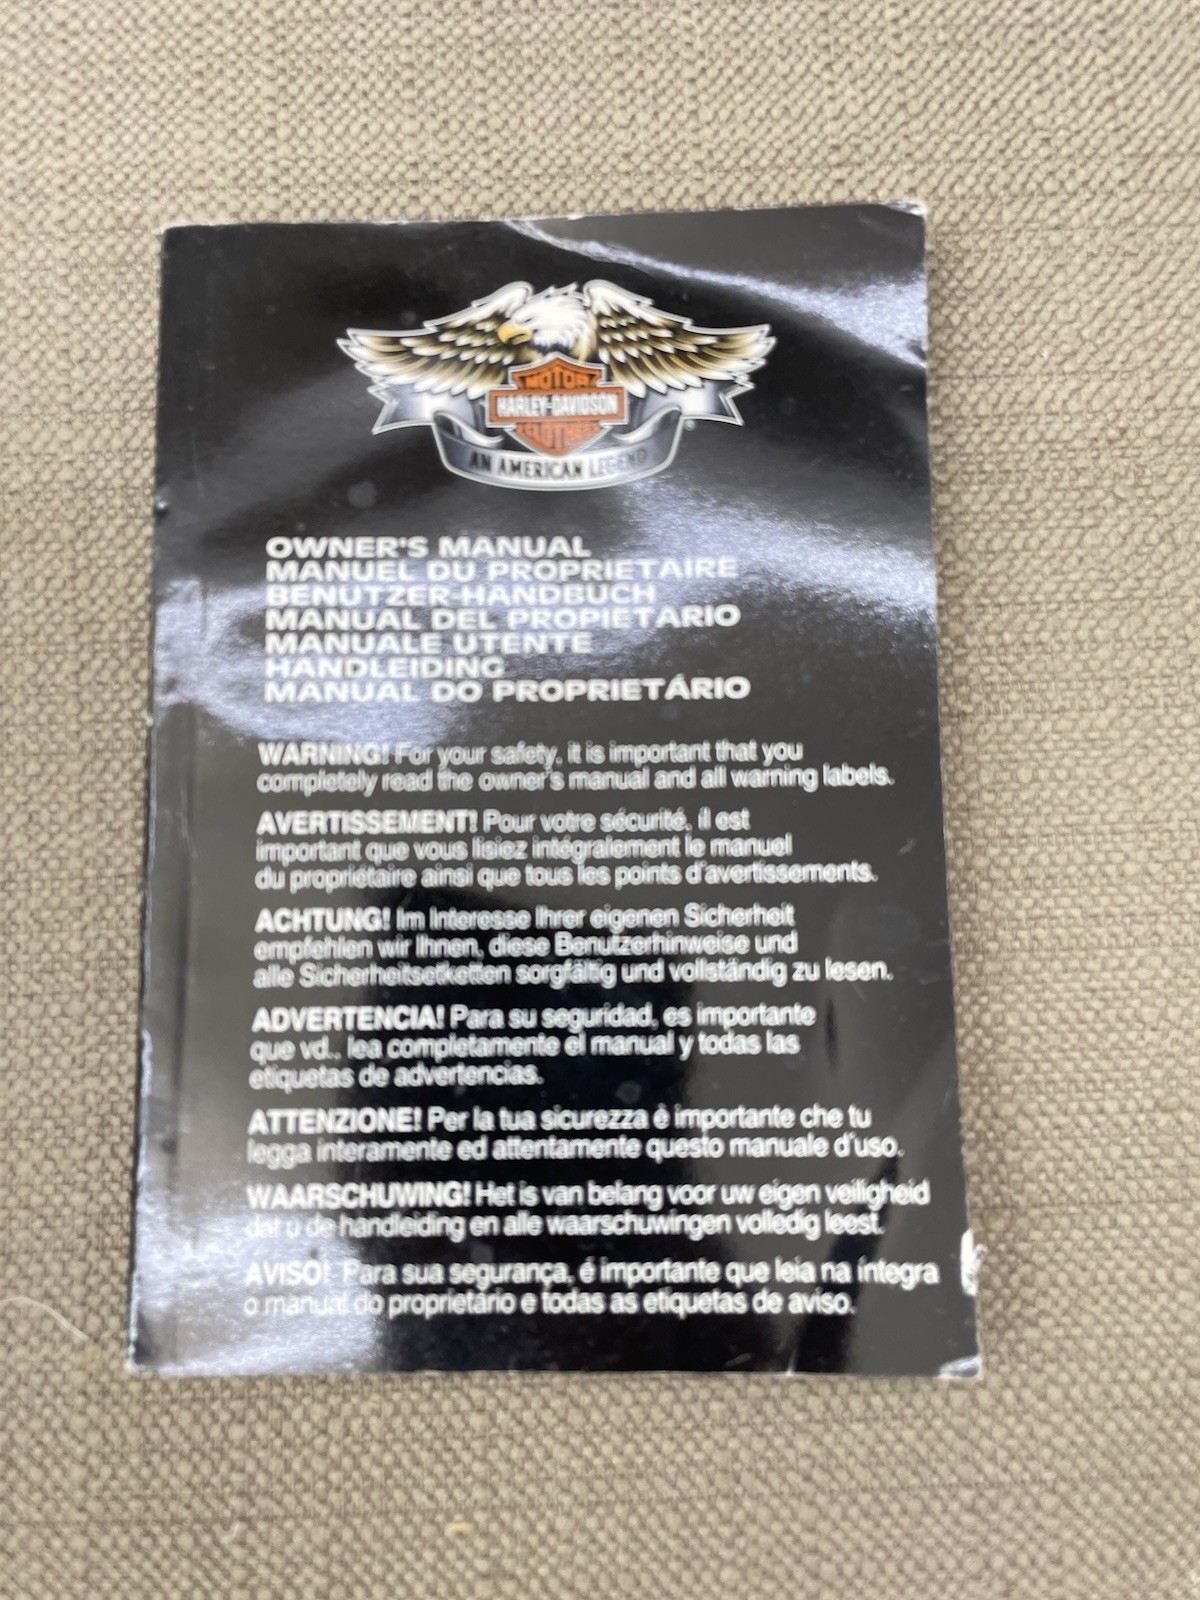 MOTOR
HARLEY-DAVIDSON
CLOTHES
®
AN AMERICAN LEGEND
OWNER'S MANUAL
MANUEL DU PROPRIETAIRE
BENUTZER-HANDBUCH
MANUAL DEL PROPIETARIO
MANUALE UTENTE
HANDLEIDING
MANUAL DO PROPRIETÁRIO
WARNING! For your safety, it is important that you
completely read the owner's manual and all warning labels.
AVERTISSEMENT! Pour votre sécurité, il est
important que vous lisiez intégralement le manuel
du propriétaire ainsi que tous les points d'avertissements.
ACHTUNG! Im Interesse Ihrer eigenen Sicherheit
empfehlen wir Ihnen, diese Benutzerhinweise und
alle Sicherheitsetketten sorgfältig und vollständig zu lesen.
ADVERTENCIA! Para su seguridad, es importante
que vd.. lea completamente el manual y todas las
etiquetas de advertencias.
ATTENZIONE! Per la tua sicurezza è importante che tu
legga interamente ed attentamente questo manuale d'uso.
WAARSCHUWING! Het is van belang voor uw eigen veiligheid
dat u de handleiding en alle waarschuwingen volledig leest.
AVISO! Para sua segurança, é importante que leia na íntegra
o manual do proprietário e todas as etiquetas de aviso.